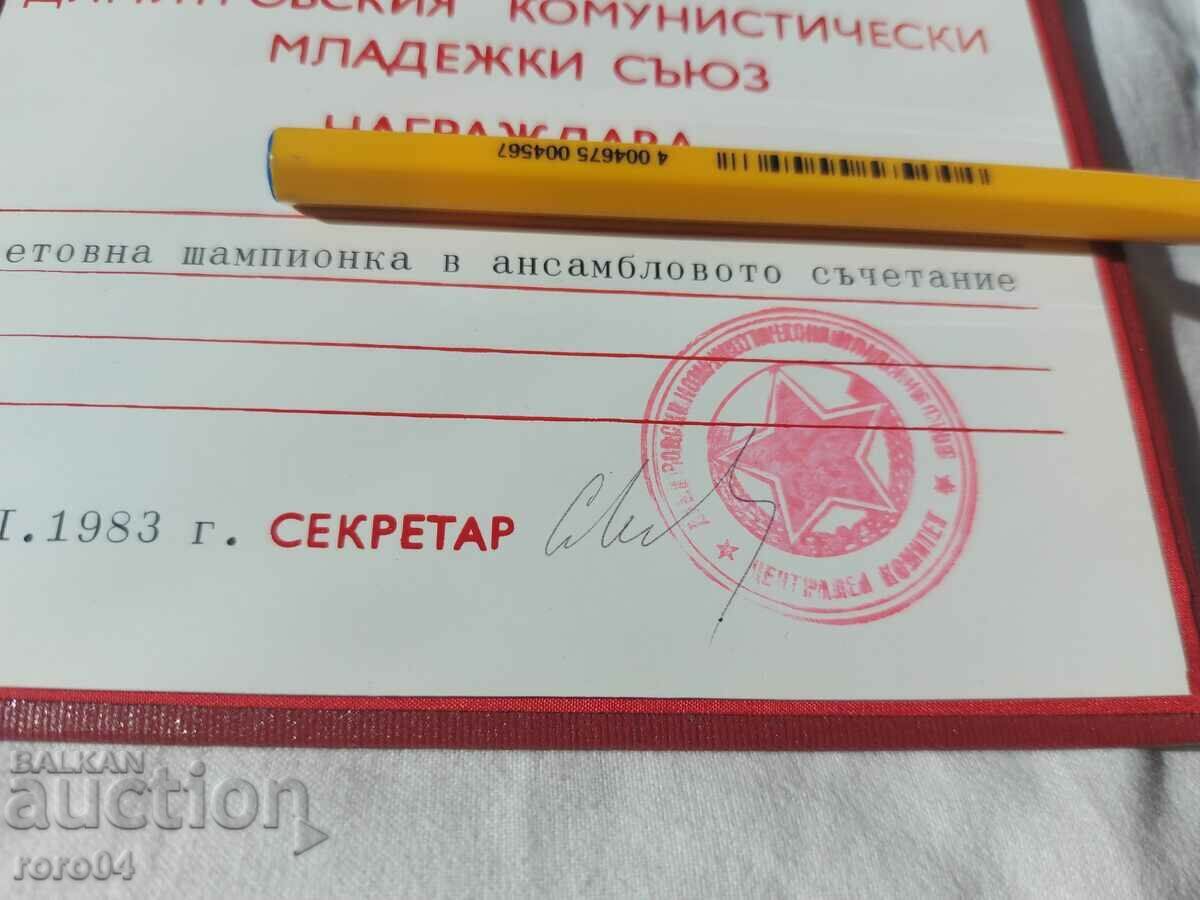 ДИМИТРОВСКИЯ КОМУНИСТИЧЕСКИ
МЛАДЕЖКИ СЪЮЗ
НАГРАЖДАВА
4 004675 004567
етовна шампионка в ансамбловото съчетание
I.1983 г. СЕКРЕТАР
ЦЕНТРАЛЕН КОМИТЕТ
BALKAN
auction
roro04